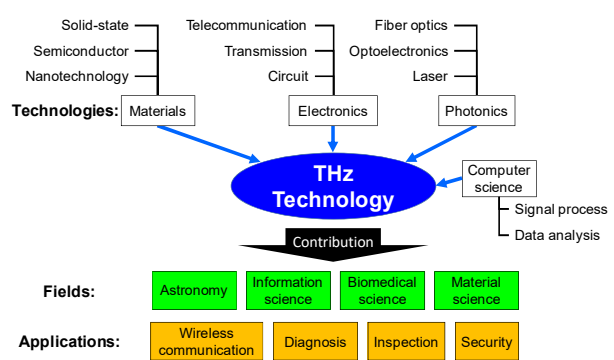 Solid-state
Telecommunication
Fiber optics
Semiconductor
Transmission
Optoelectronics
Nanotechnology
Circuit
Laser
Technologies:
Materials
Electronics
Photonics
THz
Technology
Computer
science
Signal process
Data analysis
Contribution
Fields:
Astronomy
Information
science
Biomedical
science
Material
science
Applications:
Wireless
communication
Diagnosis
Inspection
Security